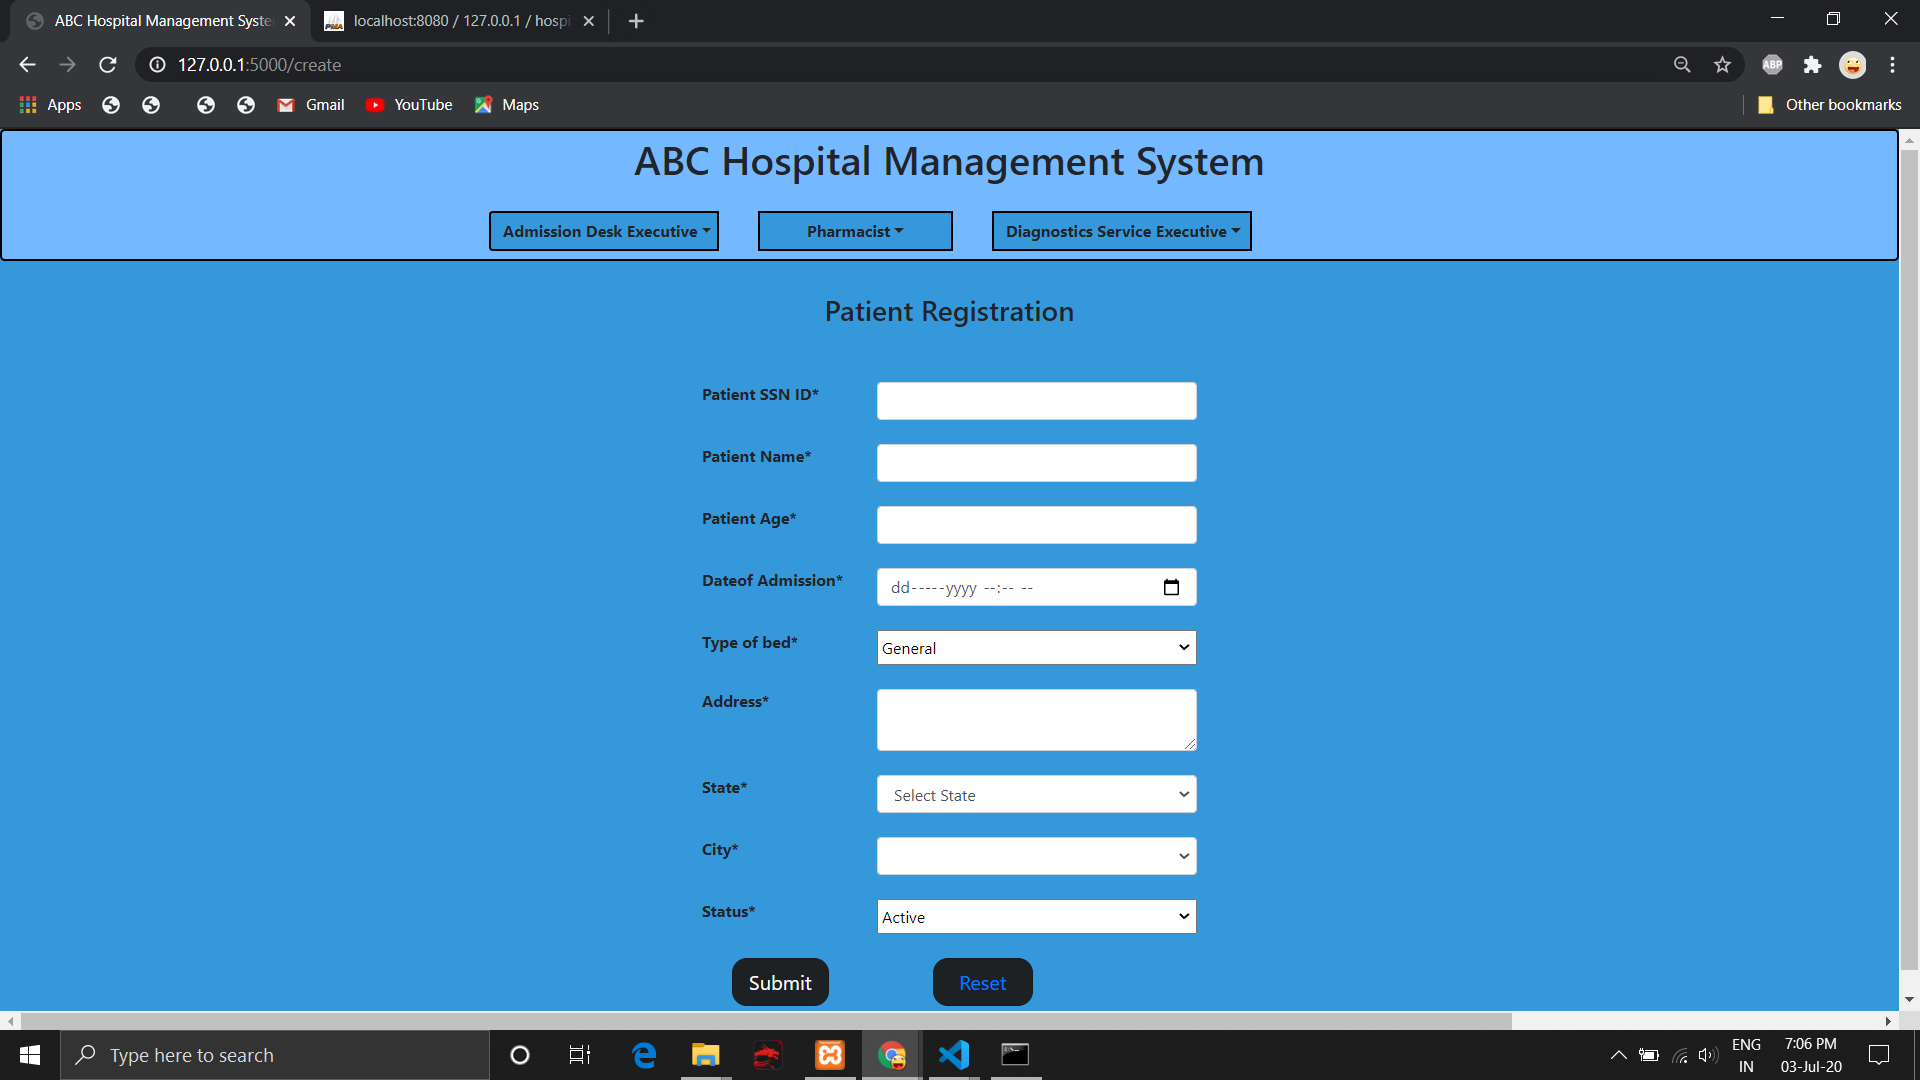 ABC Hospital Management Syste
localhost:8080 / 127.0.0.1 / hospi
127.0.0.1:5000/create
ABP
Apps
Gmail
YouTube
Maps
Other bookmarks
ABC Hospital Management System
Admission Desk Executive
Pharmacist
Diagnostics Service Executive
Patient Registration
Patient SSN ID*
Patient Name*
Patient Age*
Dateof Admission*
dd-----yyyy --:-- --
Type of bed*
General
Address*
State*
Select State
City*
Status*
Active
Submit
Reset
Type here to search
ENG
IN
7:06 PM
03-Jul-20